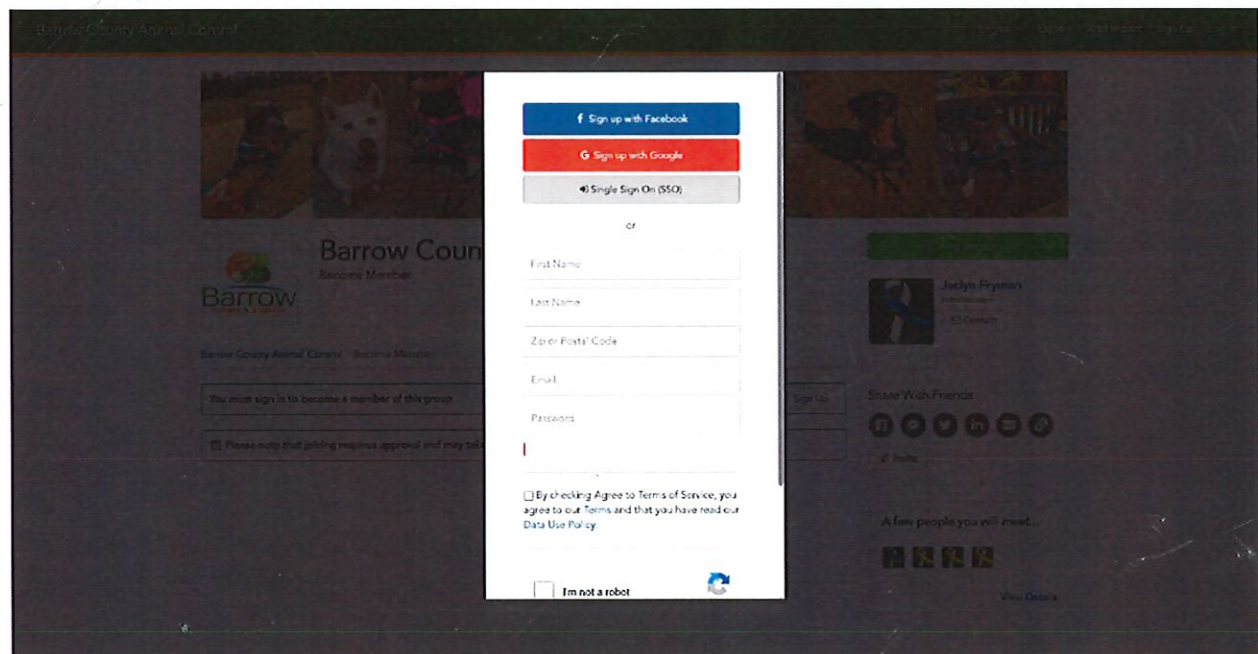 Barrow County Animal Control
Sign Up
f Sign up with Facebook
G Sign up with Google
Single Sign On (SSO)
or
First Name
Last Name
Zip or Postal Code
Email
Password
By checking Agree to Terms of Service, you
agree to our Terms and that you have read our
Data Use Policy.
I'm not a robot
Barrow Coun
Become Member
Barrow
Barrow County Animal Control
Become Member
You must sign in to become a member of this group
Sign Up
Please note that joining requires approval and may take
Jaclyn Fryman
Share With Friends
Invite
A few people you will meet...
View Details